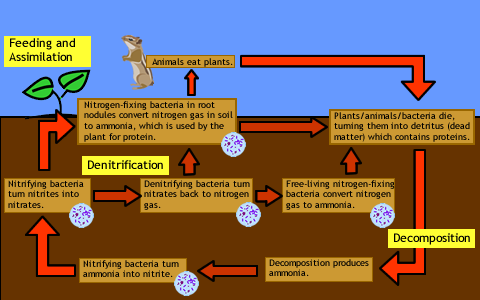 Feeding and
Assimilation
Animals eat plants.
Nitrogen-fixing bacteria in root
nodules convert nitrogen gas in soil
to ammonia, which is used by the
plant for protein.
Plants/animals/bacteria die,
turning them into detritus (dead
matter) which contains proteins.
Denitrification
Nitrifying bacteria
turn nitrites into
nitrates.
Denitrifying bacteria turn
nitrates back to nitrogen
gas.
Free-living nitrogen-fixing
bacteria convert nitrogen
gas to ammonia.
Decomposition
Nitrifying bacteria turn
ammonia into nitrite.
Decomposition produces
ammonia.